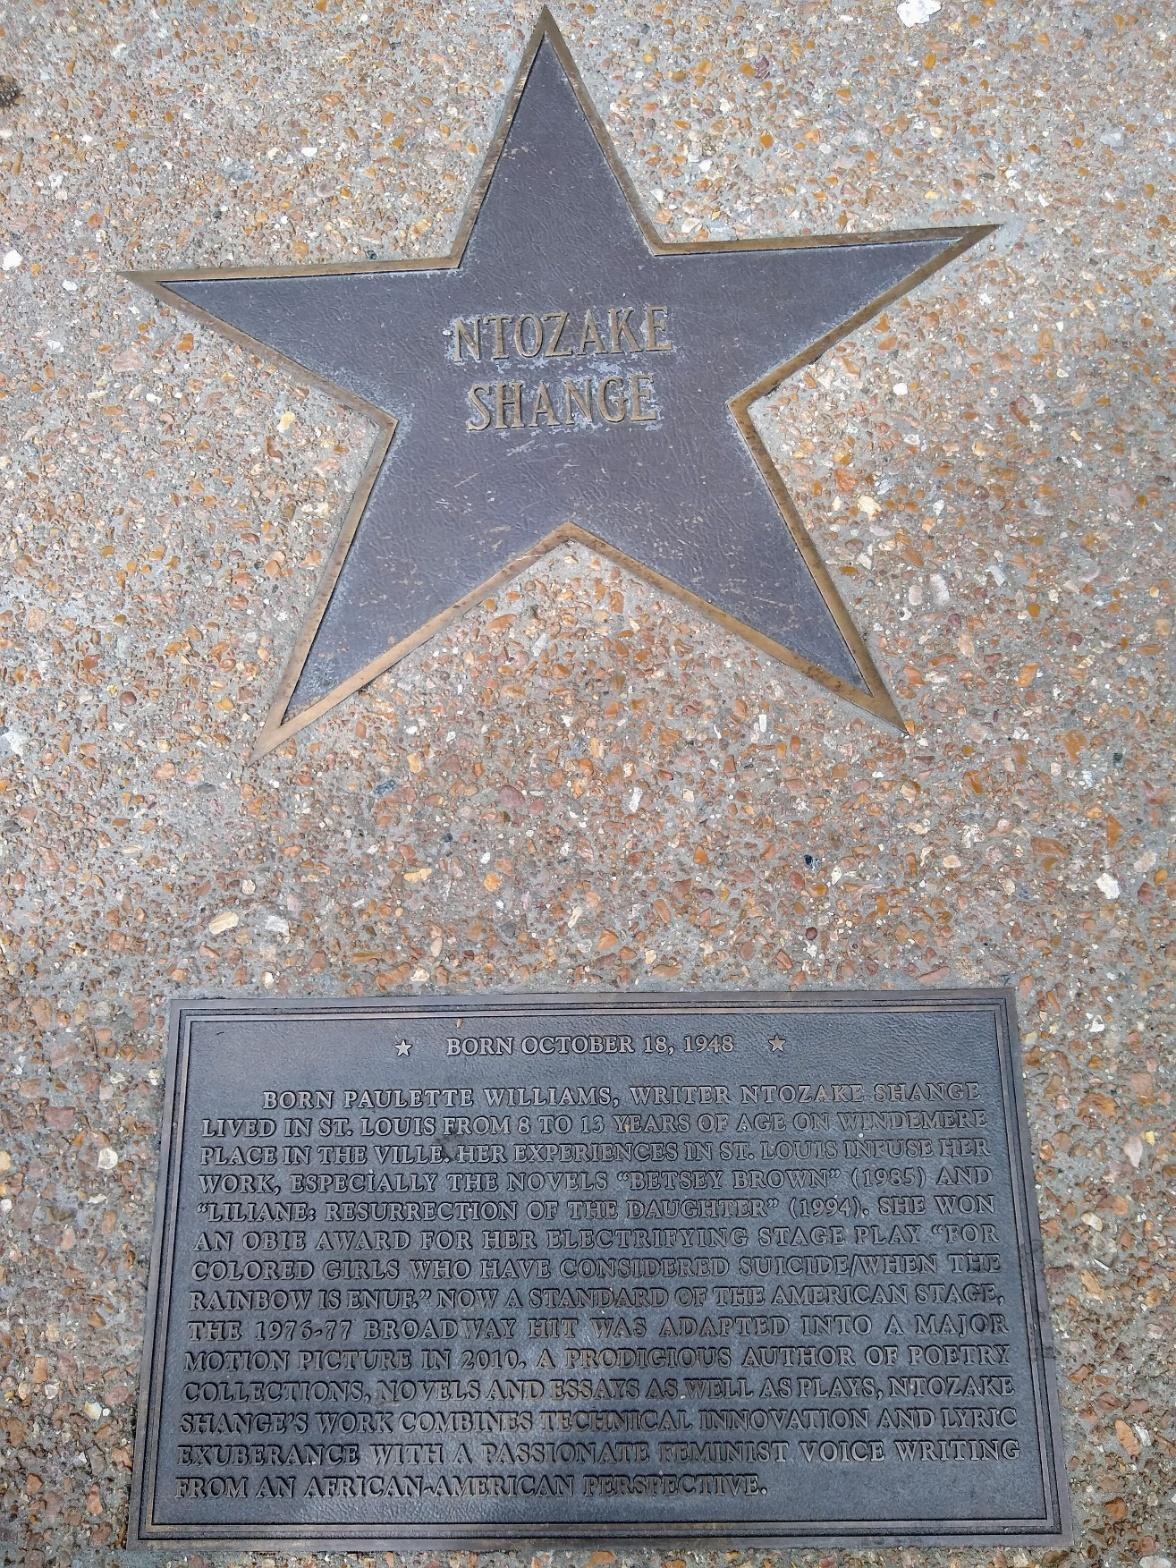 NTOZAKE
SHANGE
BORN OCTOBER 18, 1948
BORN PAULETTE WILLIAMS, WRITER NTOZAKE SHANGE
LIVED IN ST. LOUIS FROM 8 TO 13 YEARS OF AGE ON WINDEMERE
PLACE IN THE VILLE. HER EXPERIENCES IN ST. LOUIS INFUSE HER
WORK, ESPECIALLY THE NOVELS "BETSEY BROWN" (1985) AND
"LILIANE: RESURRECTION OF THE DAUGHTER" (1994). SHE WON
AN OBIE AWARD FOR HER ELECTRIFYING STAGE PLAY "FOR
COLORED GIRLS WHO HAVE CONSIDERED SUICIDE/WHEN THE
RAINBOW IS ENUF." NOW A STANDARD OF THE AMERICAN STAGE,
THE 1976-77 BROADWAY HIT WAS ADAPTED INTO A MAJOR
MOTION PICTURE IN 2010. A PRODIGIOUS AUTHOR OF POETRY
COLLECTIONS, NOVELS AND ESSAYS AS WELL AS PLAYS, NTOZAKE
SHANGE'S WORK COMBINES TECHNICAL INNOVATION AND LYRIC
EXUBERANCE WITH A PASSIONATE FEMINIST VOICE WRITING
FROM AN AFRICAN-AMERICAN PERSPECTIVE.